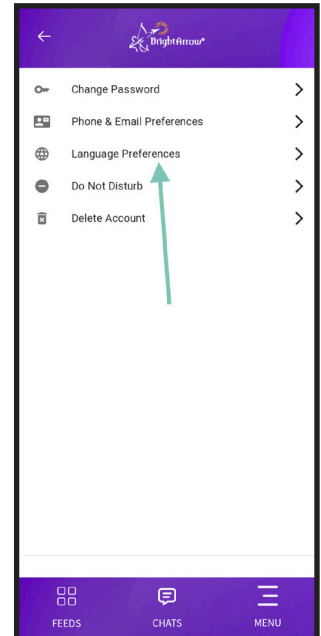 BrightArrow®
Change Password
Phone & Email Preferences
Language Preferences
Do Not Disturb
Delete Account
FEEDS
CHATS
MENU